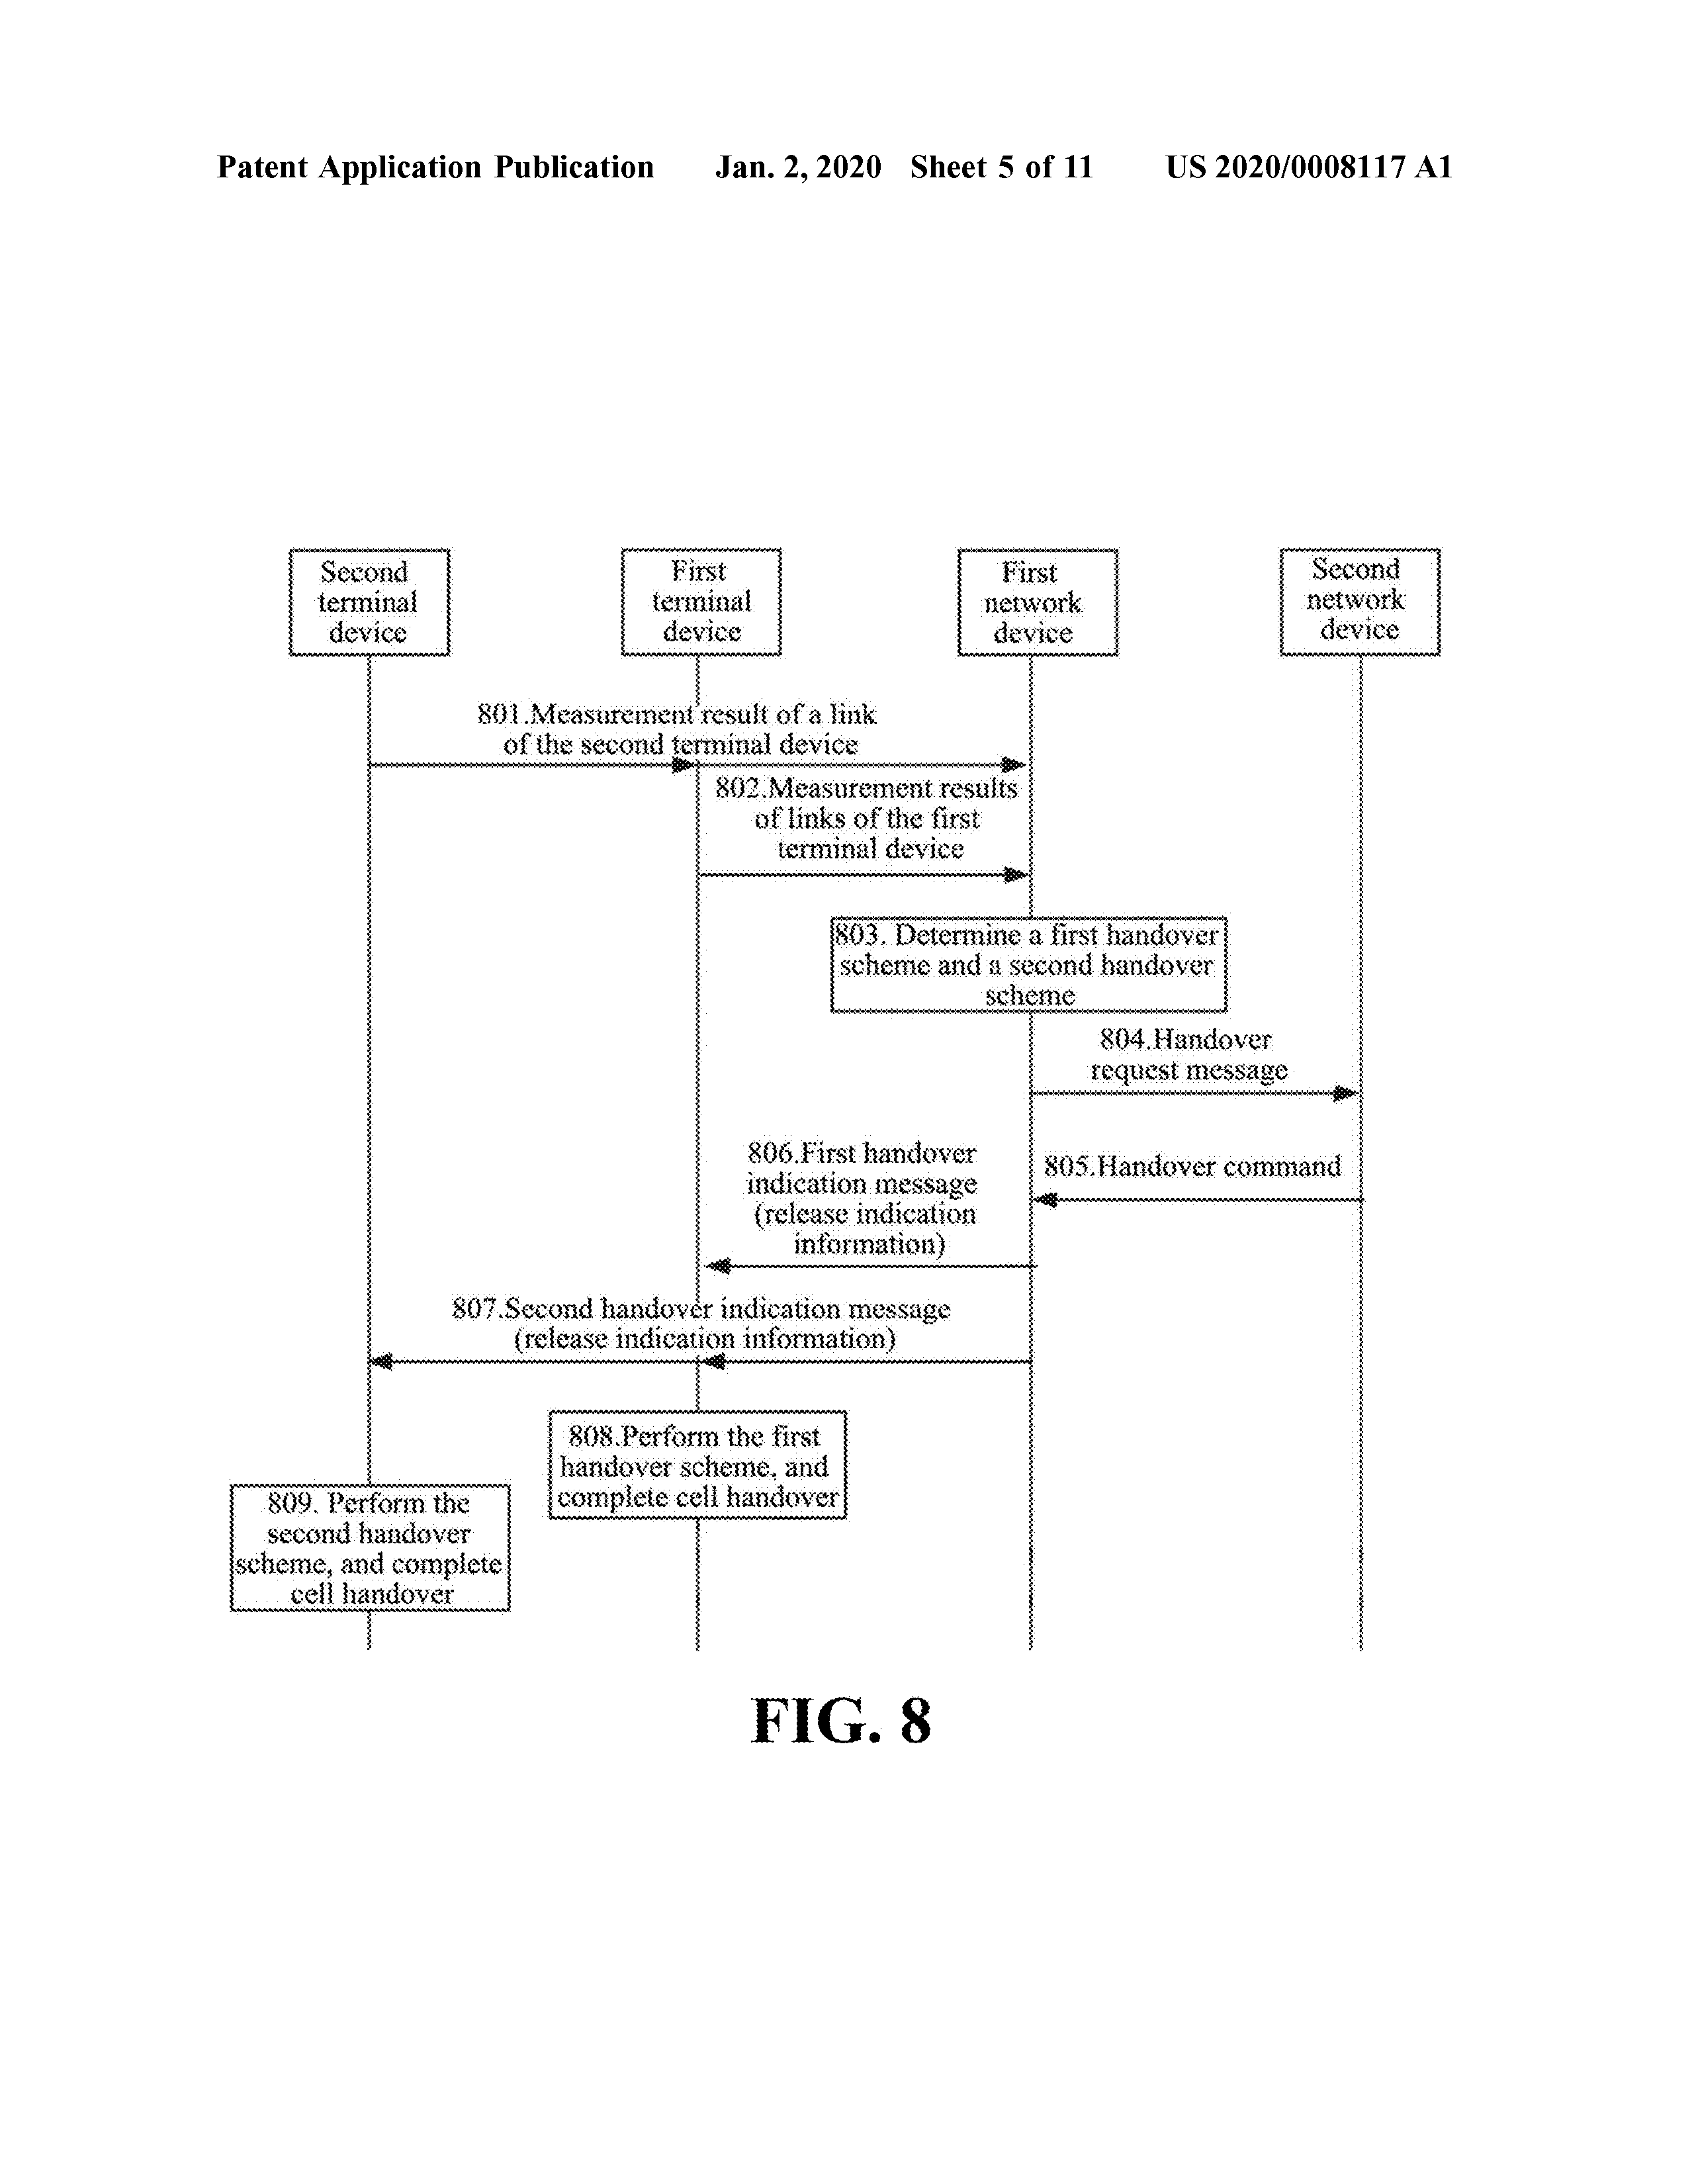 Patent Application Publication Jan. 2, 2020 Sheet 5 of 11 US 2020/0008117 A1
Second
terminal
device
First
terminal
device
First
network
device
Second
network
device
801.Measurement result of a link
of the second terminal device
802.Measurement results
of links of the first
terminal device
803. Determine a first handover
scheme and a second handover
scheme
804.Handover
request message
805.Handover command
806.First handover
indication message
(release indication
information)
807.Second handover indication message
(release indication information)
808.Perform the first
handover scheme, and
complete cell handover
809. Perform the
second handover
scheme, and complete
cell handover
FIG. 8